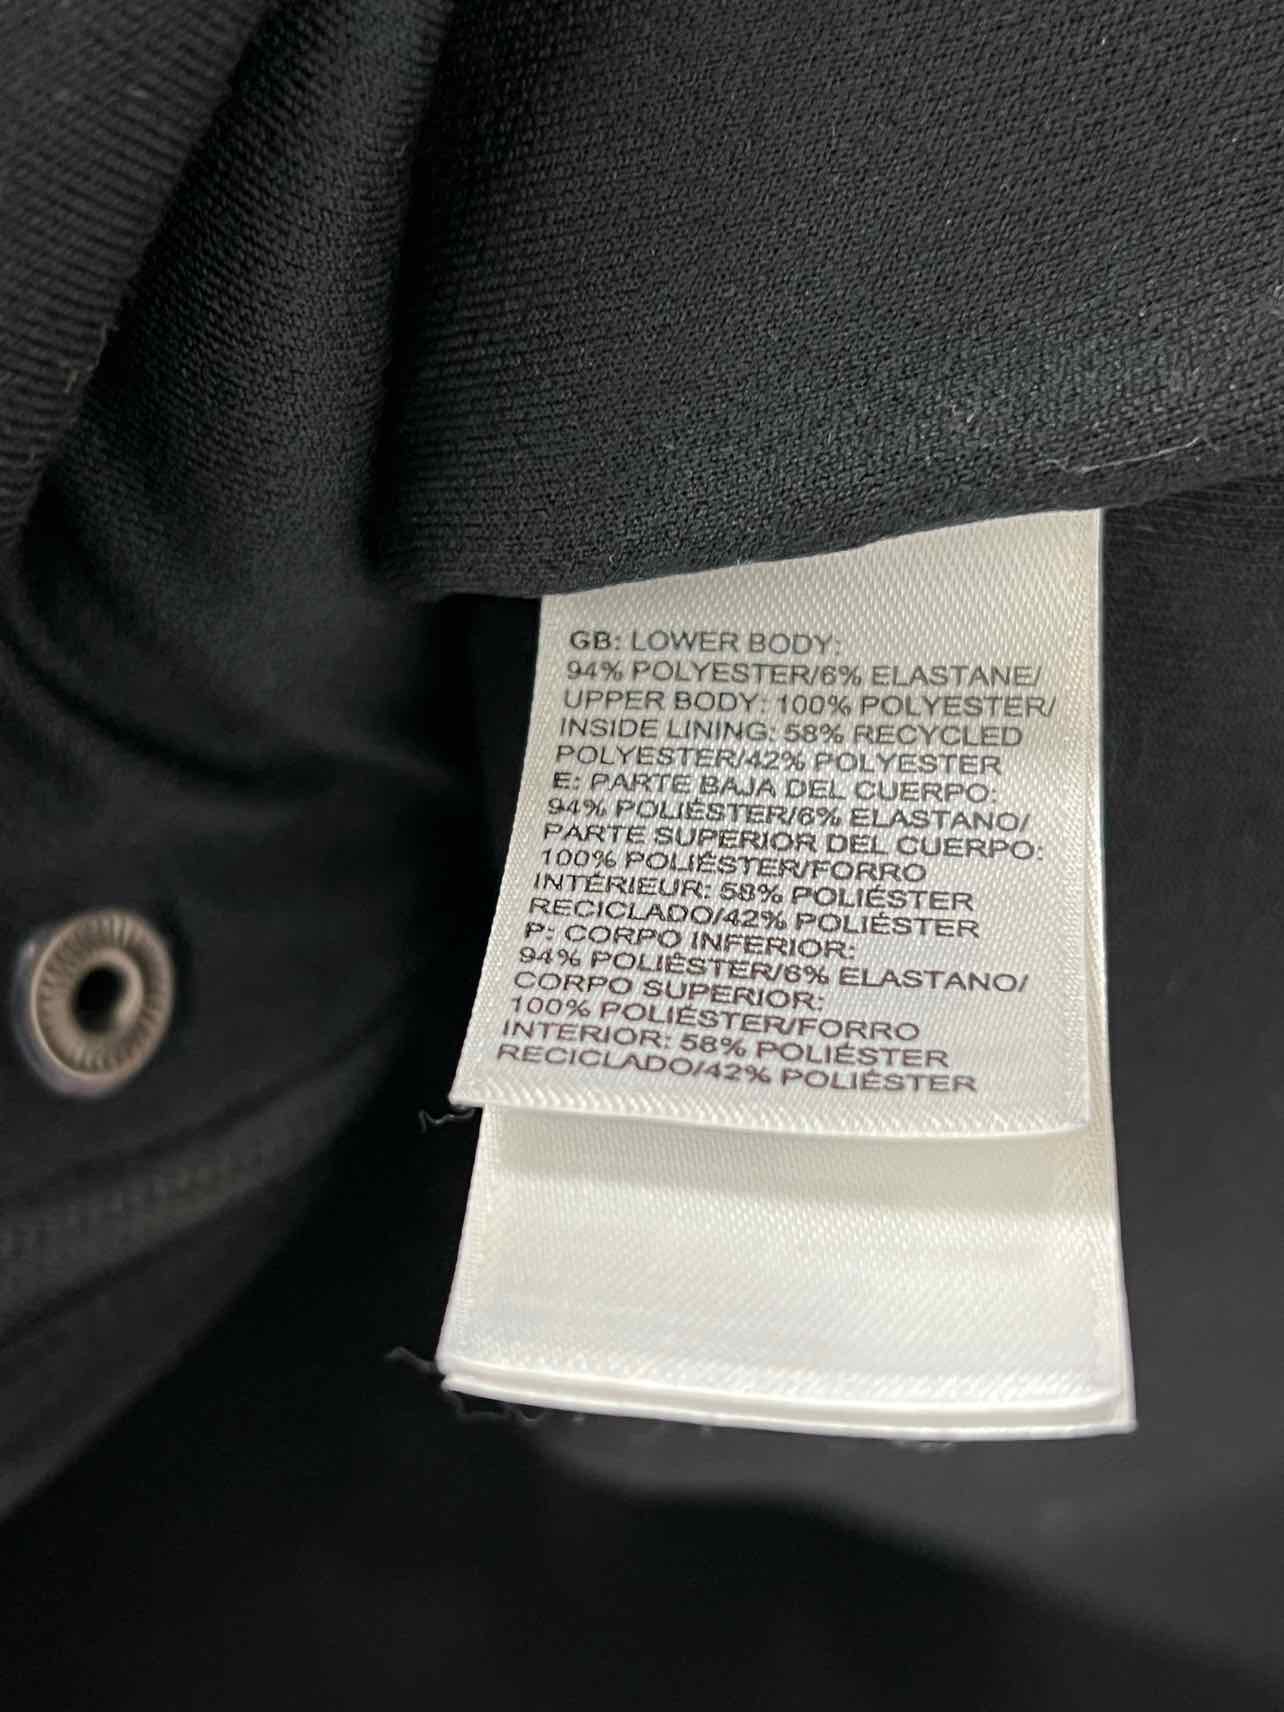 GB: LOWER BODY:
94% POLYESTER/6% ELASTANE/
UPPER BODY: 100% POLYESTER/
INSIDE LINING: 58% RECYCLED
POLYESTER/42% POLYESTER
E: PARTE BAJA DEL CUERPO:
94% POLIÉSTER/6% ELASTANO/
PARTE SUPERIOR DEL CUERPO:
100% POLIÉSTER/FORRO
INTÉRIEUR: 58% POLIÉSTER
RECICLADO/42% POLIÉSTER
P: CORPO INFERIOR:
94% POLIÉSTER/6% ELASTANO/
CORPO SUPERIOR:
100% POLIÉSTER/FORRO
INTERIOR: 58% POLIÉSTER
RECICLADO/42% POLIÉSTER